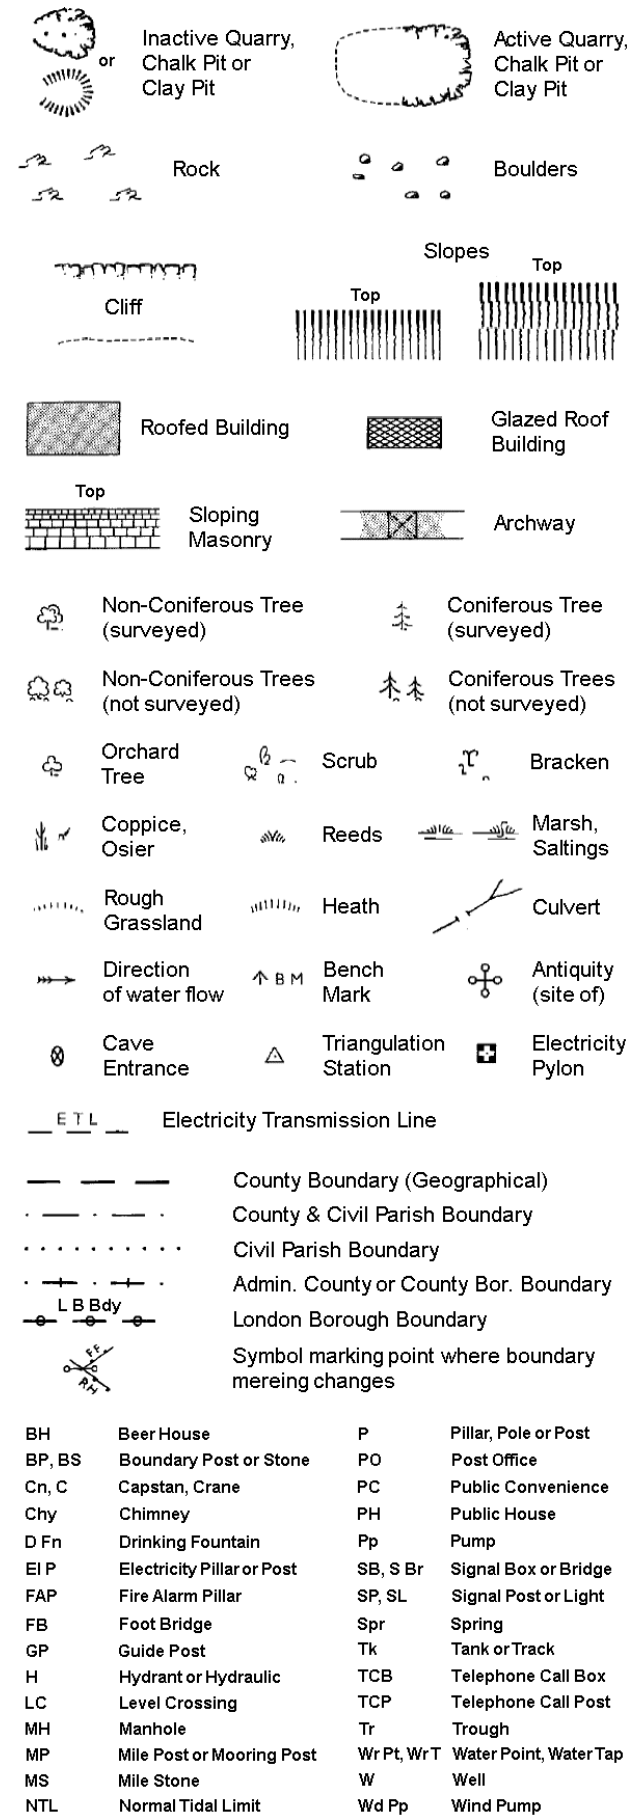 or
Inactive Quarry,
Chalk Pit or
Clay Pit
Active Quarry,
Chalk Pit or
Clay Pit
Rock
Boulders
Cliff
Slopes
Top
Top
Roofed Building
Glazed Roof
Building
Top
Sloping
Masonry
Archway
Non-Coniferous Tree
(surveyed)
Coniferous Tree
(surveyed)
Non-Coniferous Trees
(not surveyed)
Coniferous Trees
(not surveyed)
Orchard
Tree
Scrub
Bracken
Coppice,
Osier
Reeds
Marsh,
Saltings
Rough
Grassland
Heath
Culvert
Direction
of water flow
B M
Bench
Mark
Antiquity
(site of)
Cave
Entrance
Triangulation
Station
Electricity
Pylon
E T L
Electricity Transmission Line
County Boundary (Geographical)
County & Civil Parish Boundary
Civil Parish Boundary
Admin. County or County Bor. Boundary
L B Bdy
London Borough Boundary
FF
RH
Symbol marking point where boundary
mereing changes
BH Beer House P Pillar, Pole or Post
BP, BS Boundary Post or Stone PO Post Office
Cn, C Capstan, Crane PC Public Convenience
Chy Chimney PH Public House
D Fn Drinking Fountain Pp Pump
El P Electricity Pillar or Post SB, S Br Signal Box or Bridge
FAP Fire Alarm Pillar SP, SL Signal Post or Light
FB Foot Bridge Spr Spring
GP Guide Post Tk Tank or Track
H Hydrant or Hydraulic TCB Telephone Call Box
LC Level Crossing TCP Telephone Call Post
MH Manhole Tr Trough
MP Mile Post or Mooring Post Wr Pt, Wr T Water Point, Water Tap
MS Mile Stone W Well
NTL Normal Tidal Limit Wd Pp Wind Pump